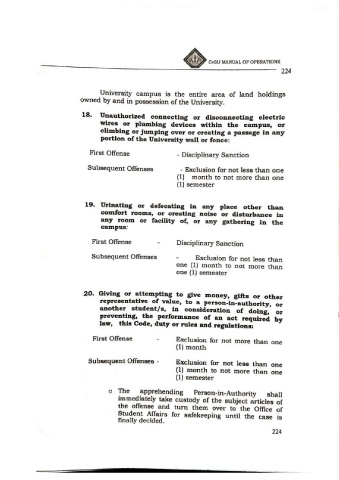 CvSU MANUAL OF OPERATIONS
224
University campus is the entire area of land holdings
owned by and in possession of the University.
18. Unauthorized connecting or disconnecting electric
wires or plumbing devices within the campus, or
climbing or jumping over or creating a passage in any
portion of the University wall or fence:
First Offense - Disciplinary Sanction
Subsequent Offenses - Exclusion for not less than one
(1) month to not more than one
(1) semester
19. Urinating or defecating in any place other than
comfort rooms, or creating noise or disturbance in
any room or facility of, or any gathering in the
campus:
First Offense - Disciplinary Sanction
Subsequent Offenses - Exclusion for not less than
one (1) month to not more than
one (1) semester
20. Giving or attempting to give money, gifts or other
representative of value, to a person-in-authority, or
another student/s, in consideration of doing, or
preventing, the performance of an act required by
law, this Code, duty or rules and regulations:
First Offense - Exclusion for not more than one
(1) month
Subsequent Offenses - Exclusion for not less than one
(1) month to not more than one
(1) semester
o The apprehending Person-in-Authority shall
immediately take custody of the subject articles of
the offense and turn them over to the Office of
Student Affairs for safekeeping until the case is
finally decided.
224